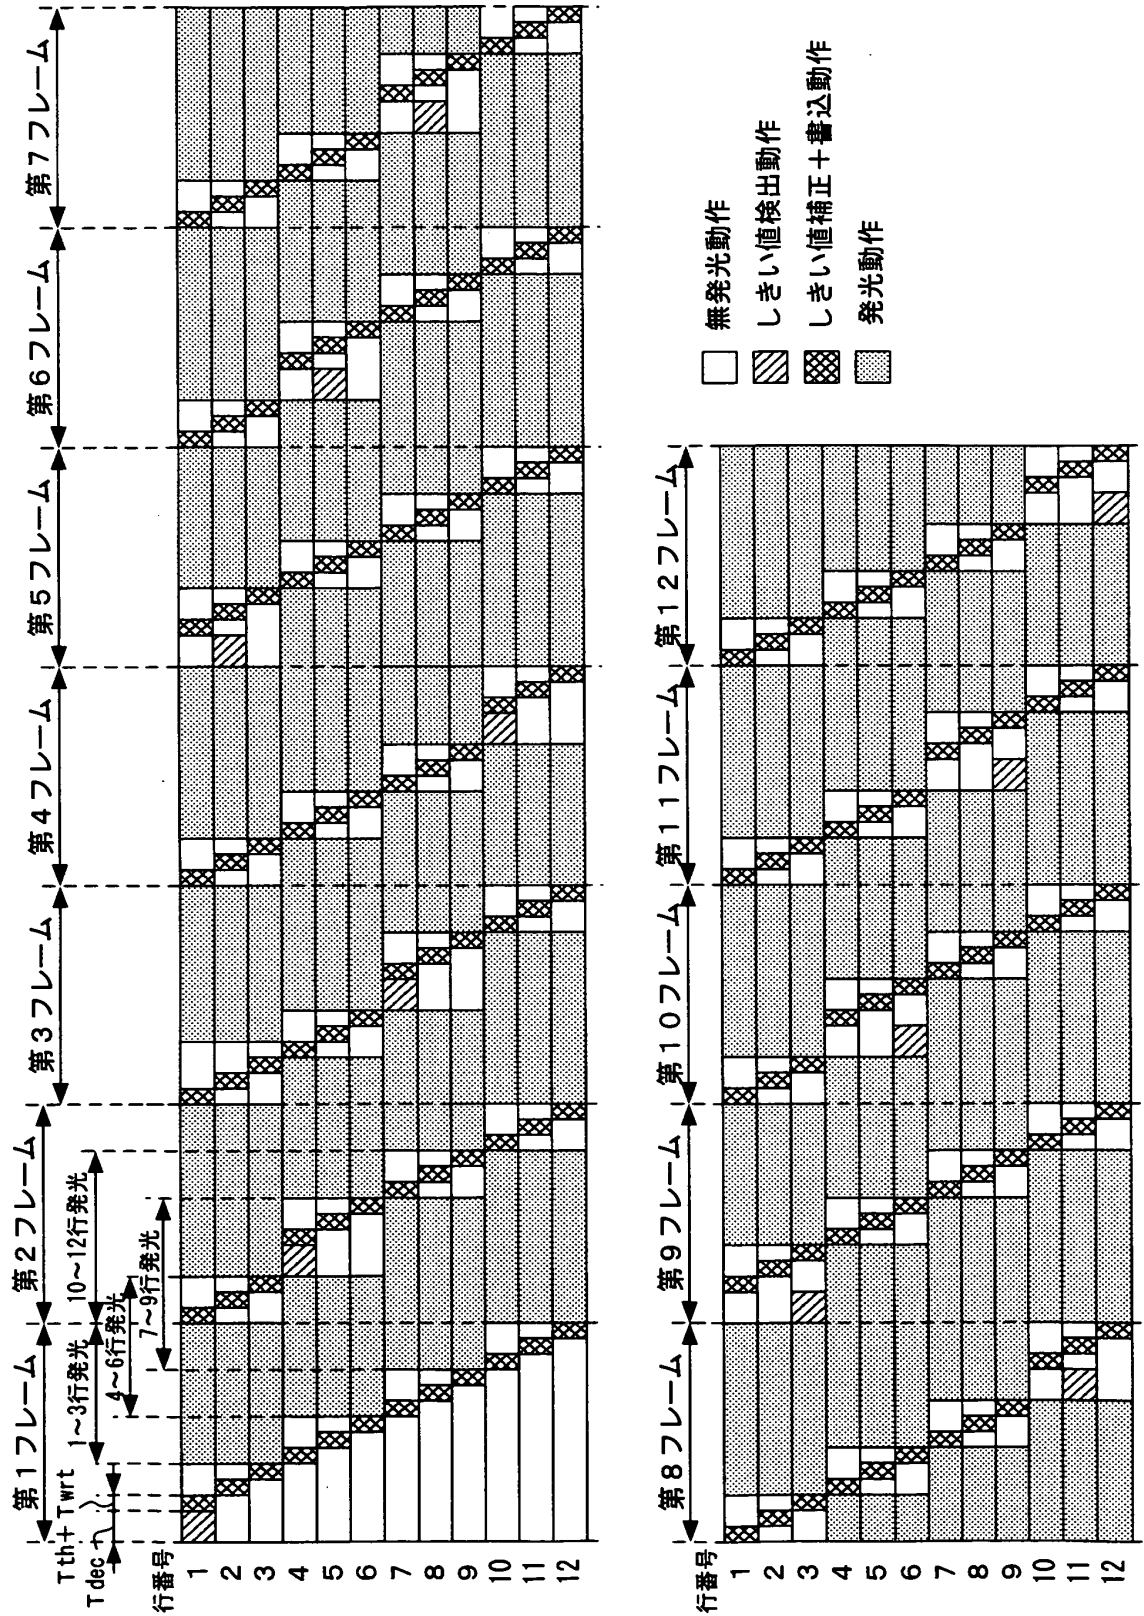 第1フレーム
第2フレーム
第3フレーム
第4フレーム
第5フレーム
第6フレーム
第7フレーム
Tth+Twrt
Tdec
1〜3行発光
10〜12行発光
4〜6行発光
7〜9行発光
行番号
1
2
3
4
5
6
7
8
9
10
11
12
第8フレーム
第9フレーム
第10フレーム
第11フレーム
第12フレーム
行番号
1
2
3
4
5
6
7
8
9
10
11
12
無発光動作
しきい値検出動作
しきい値補正+書込動作
発光動作